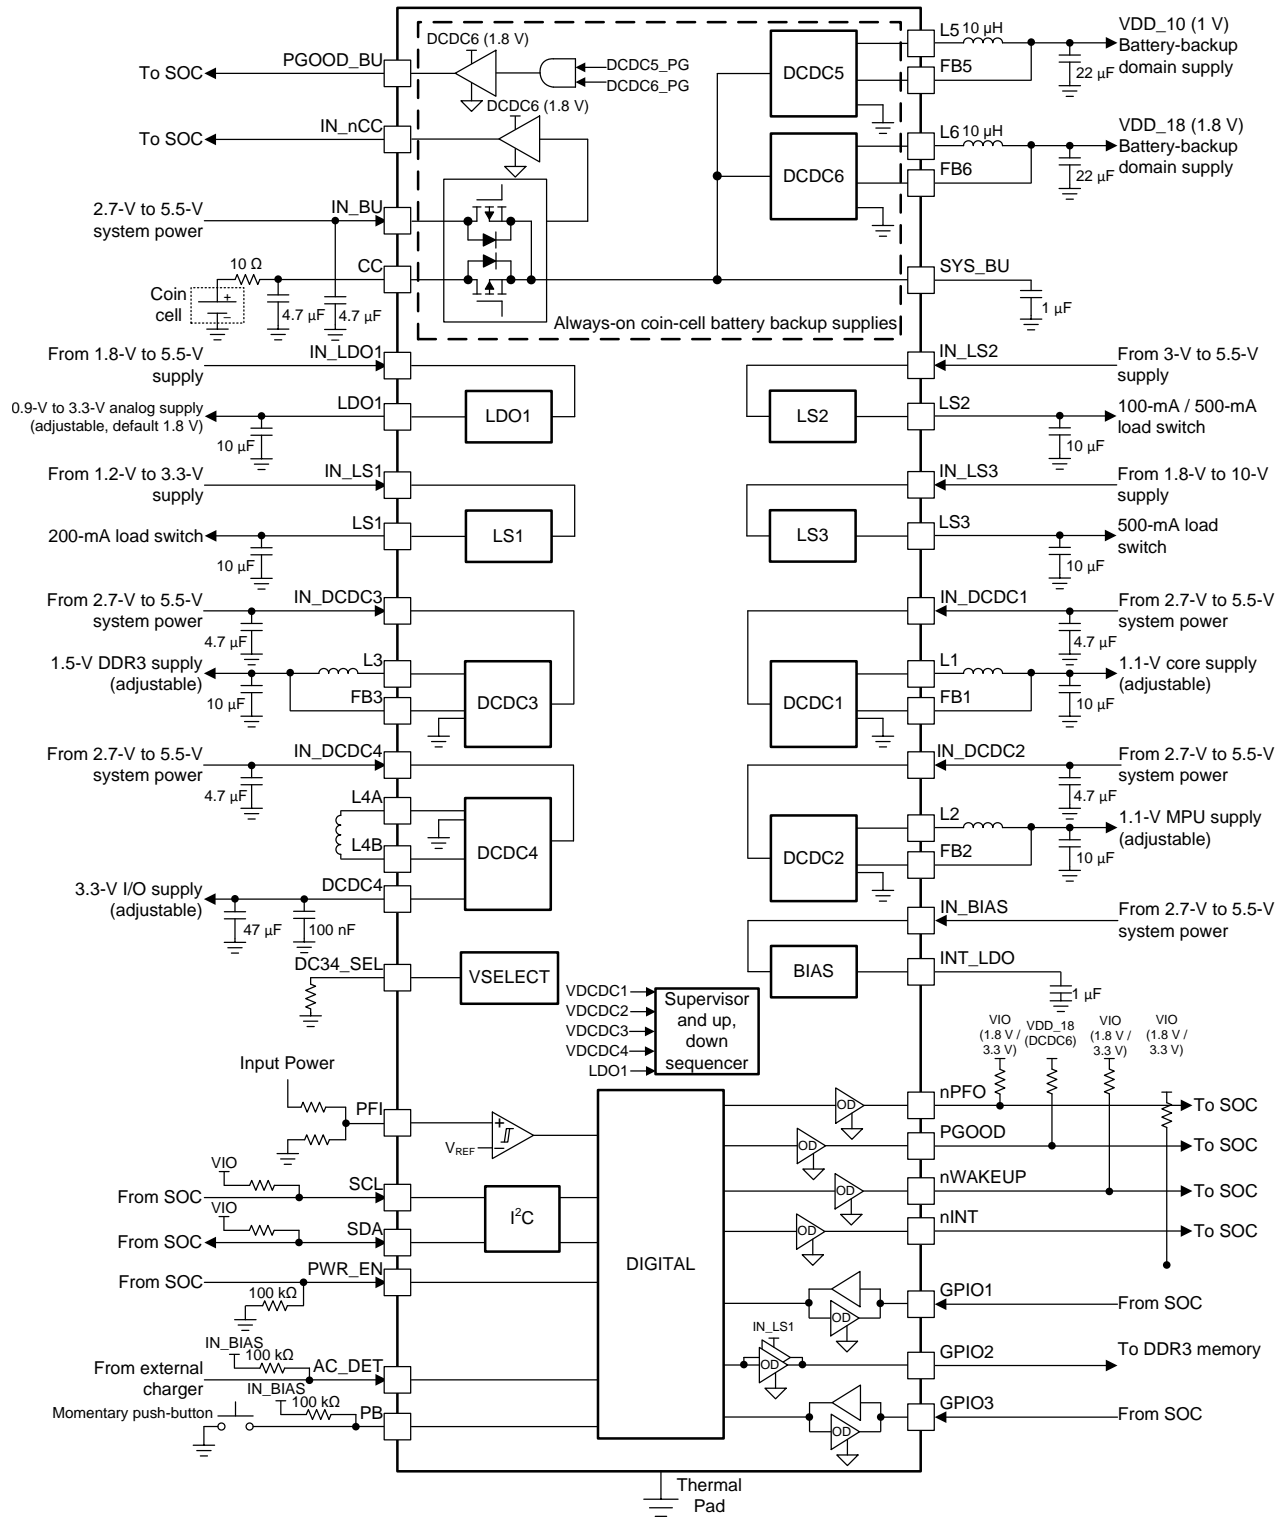 L5 10 µH
VDD_10 (1 V)
Battery-backup
domain supply
22 µF
FB5
DCDC5
DCDC6 (1.8 V)
PGOOD_BU
To SOC
DCDC5_PG
DCDC6_PG
DCDC6 (1.8 V)
IN_nCC
To SOC
L6 10 µH
VDD_18 (1.8 V)
Battery-backup
domain supply
22 µF
FB6
DCDC6
2.7-V to 5.5-V
system power
IN_BU
10 Ω
CC
Coin
cell
+
–
4.7 µF
4.7 µF
SYS_BU
1 µF
Always-on coin-cell battery backup supplies
From 1.8-V to 5.5-V
supply
IN_LDO1
0.9-V to 3.3-V analog supply
(adjustable, default 1.8 V)
LDO1
LDO1
10 µF
IN_LS2
From 3-V to 5.5-V
supply
LS2
LS2
100-mA / 500-mA
load switch
10 µF
From 1.2-V to 3.3-V
supply
IN_LS1
200-mA load switch
LS1
LS1
10 µF
IN_LS3
From 1.8-V to 10-V
supply
LS3
LS3
500-mA load
switch
10 µF
From 2.7-V to 5.5-V
system power
IN_DCDC3
4.7 µF
1.5-V DDR3 supply
(adjustable)
L3
10 µF
FB3
DCDC3
IN_DCDC1
From 2.7-V to 5.5-V
system power
4.7 µF
L1
1.1-V core supply
(adjustable)
10 µF
FB1
DCDC1
From 2.7-V to 5.5-V
system power
IN_DCDC4
4.7 µF
L4A
L4B
DCDC4
DCDC4
3.3-V I/O supply
(adjustable)
47 µF
100 nF
IN_DCDC2
From 2.7-V to 5.5-V
system power
4.7 µF
L2
1.1-V MPU supply
(adjustable)
10 µF
FB2
DCDC2
IN_BIAS
From 2.7-V to 5.5-V
system power
BIAS
INT_LDO
1 µF
DC34_SEL
VSELECT
VDCDC1
VDCDC2
VDCDC3
VDCDC4
LDO1
Supervisor
and up,
down
sequencer
VIO
(1.8 V /
3.3 V)
VDD_18
(DCDC6)
VIO
(1.8 V /
3.3 V)
VIO
(1.8 V /
3.3 V)
Input Power
PFI
VREF
+
–
DIGITAL
OD
nPFO
To SOC
OD
PGOOD
To SOC
OD
nWAKEUP
To SOC
OD
nINT
To SOC
VIO
From SOC
SCL
VIO
From SOC
SDA
I2C
From SOC
PWR_EN
100 kΩ
OD
GPIO1
From SOC
IN_LS1
OD
GPIO2
To DDR3 memory
OD
GPIO3
From SOC
IN_BIAS
100 kΩ
From external
charger
AC_DET
IN_BIAS
100 kΩ
Momentary push-button
PB
Thermal
Pad